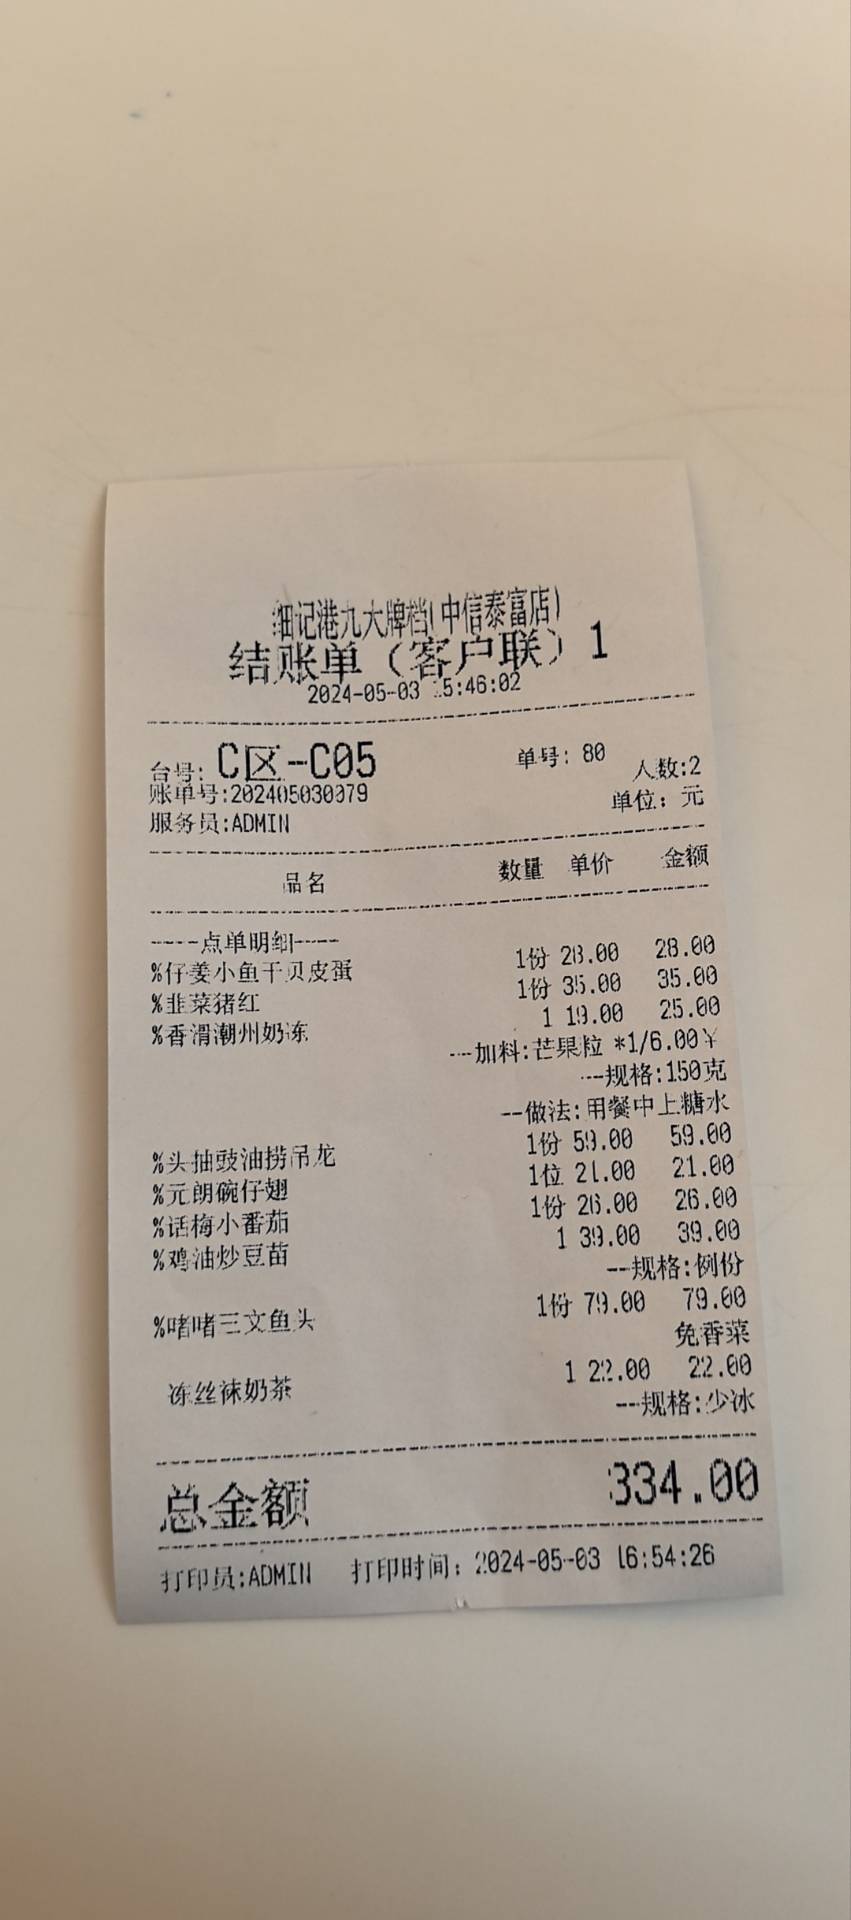 细记港九大牌档(中信泰富店)
结账单（客户联）1
2024-05-03 15:46:02
台号: C区-C05 单号: 80 人数:2
账单号:202405030079 单位: 元
服务员:ADMIN
品名 数量 单价 金额
-----点单明细-----
%仔姜小鱼干贝皮蛋 1份 28.00 28.00
%韭菜猪红 1份 35.00 35.00
%香滑潮州奶冻 1 19.00 25.00
---加料:芒果粒 *1/6.00¥
---规格:150克
--做法:用餐中上糖水
%头抽豉油捞吊龙 1份 59.00 59.00
%元朗碗仔翅 1位 21.00 21.00
%话梅小番茄 1份 26.00 26.00
%鸡油炒豆苗 1 39.00 39.00
--规格:例份
%啫啫三文鱼头 1份 79.00 79.00
免香菜
冻丝袜奶茶 1 22.00 22.00
--规格:少冰
总金额 334.00
打印员:ADMIN 打印时间: 2024-05-03 16:54:26